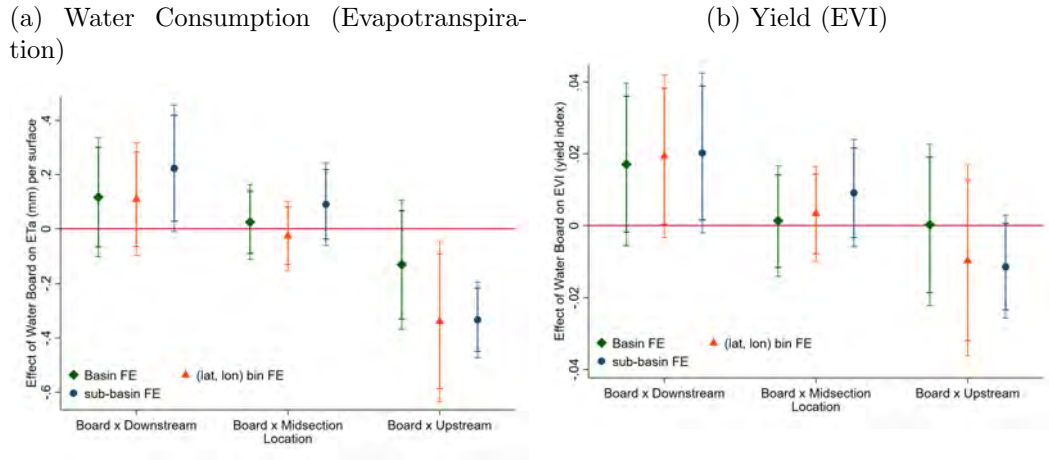 (a) Water Consumption (Evapotranspira-
tion)
Effect of Water Board on ETa (mm) per surface
.4
.2
0
-.2
-.4
-.6
Basin FE
(lat, lon) bin FE
sub-basin FE
Board x Downstream
Board x Midsection
Board x Upstream
Location
(b) Yield (EVI)
Effect of Water Board on EVI (yield index)
.04
.02
0
-.02
-.04
Basin FE
(lat, lon) bin FE
sub-basin FE
Board x Downstream
Board x Midsection
Board x Upstream
Location